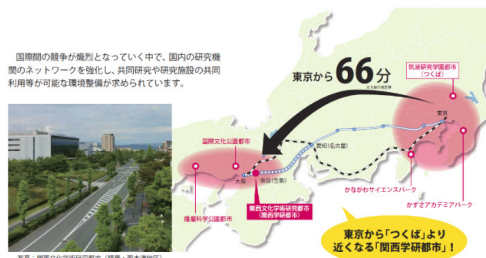 国際間の競争が熾烈となっていく中で、国内の研究機
関のネットワークを強化し、共同研究や研究施設の共同
利用等が可能な環境整備が求められています。
東京から66分
筑波研究学園都市
(つくば)
東京
国際文化公園都市
愛知(名古屋)
大阪
奈良(生駒)
かながわサイエンスパーク
関西文化学術研究都市
(関西学研都市)
播磨科学公園都市
かずさアカデミアパーク
東京から「つくば」より
近くなる「関西学研都市」!